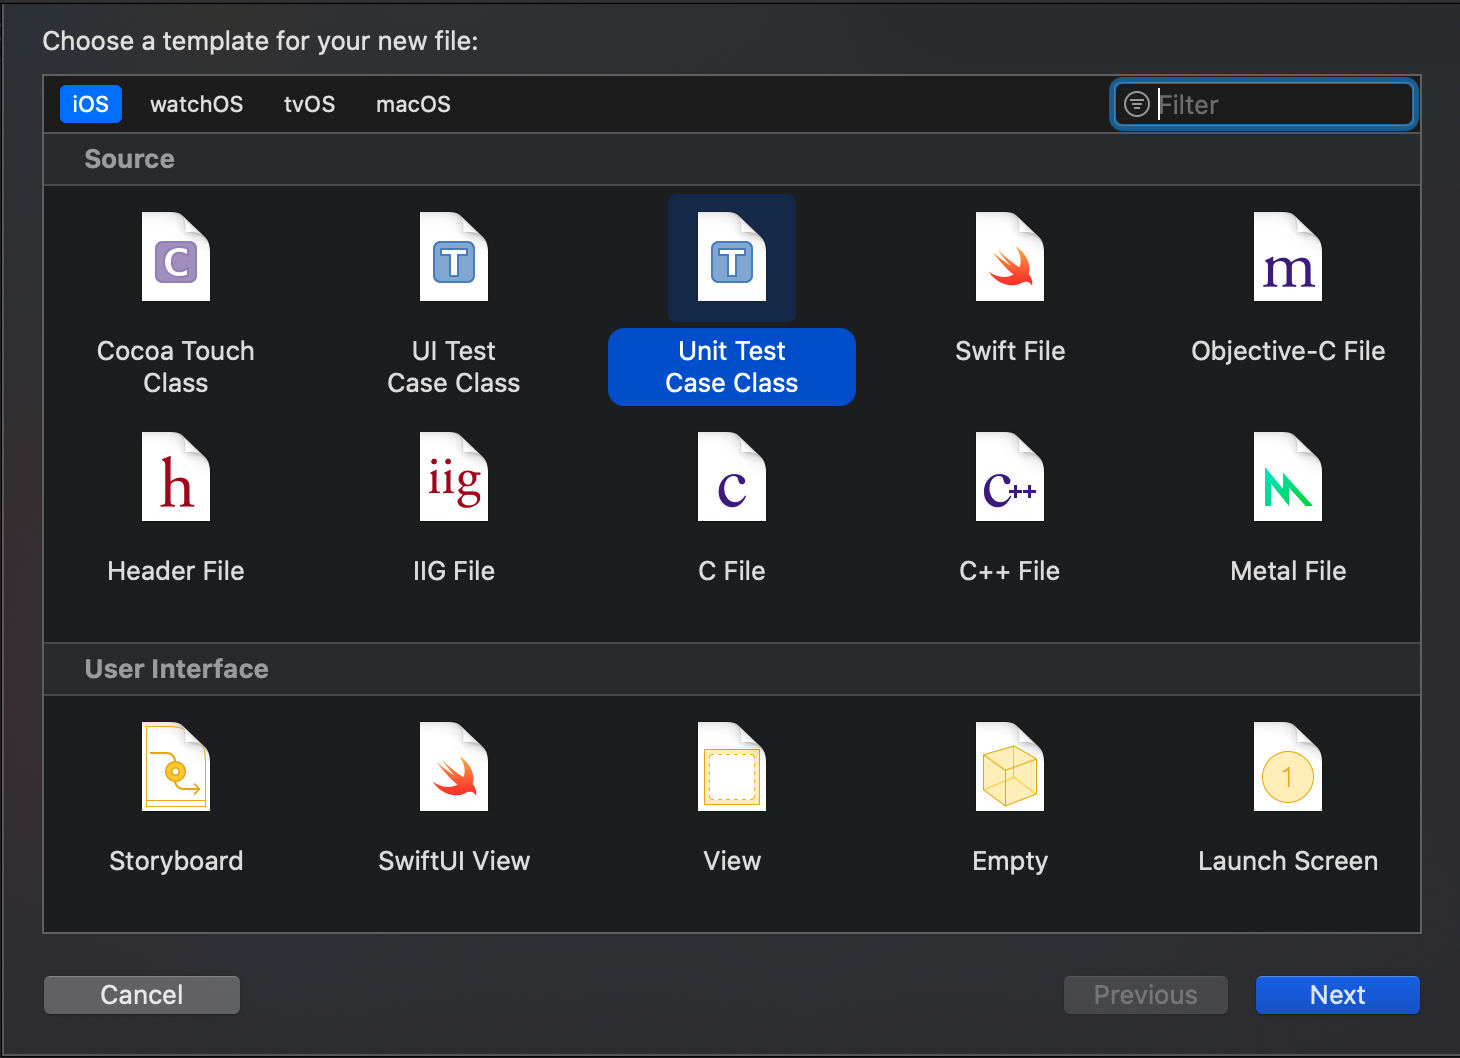 Choose a template for your new file:
iOS watchOS tvOS macOS Filter
Source
C T T m
Cocoa Touch Class
UI Test Case Class
Unit Test Case Class
Swift File
Objective-C File
h iig c c++
Header File
IIG File
C File
C++ File
Metal File
User Interface
1
Storyboard
SwiftUI View
View
Empty
Launch Screen
Cancel Previous Next